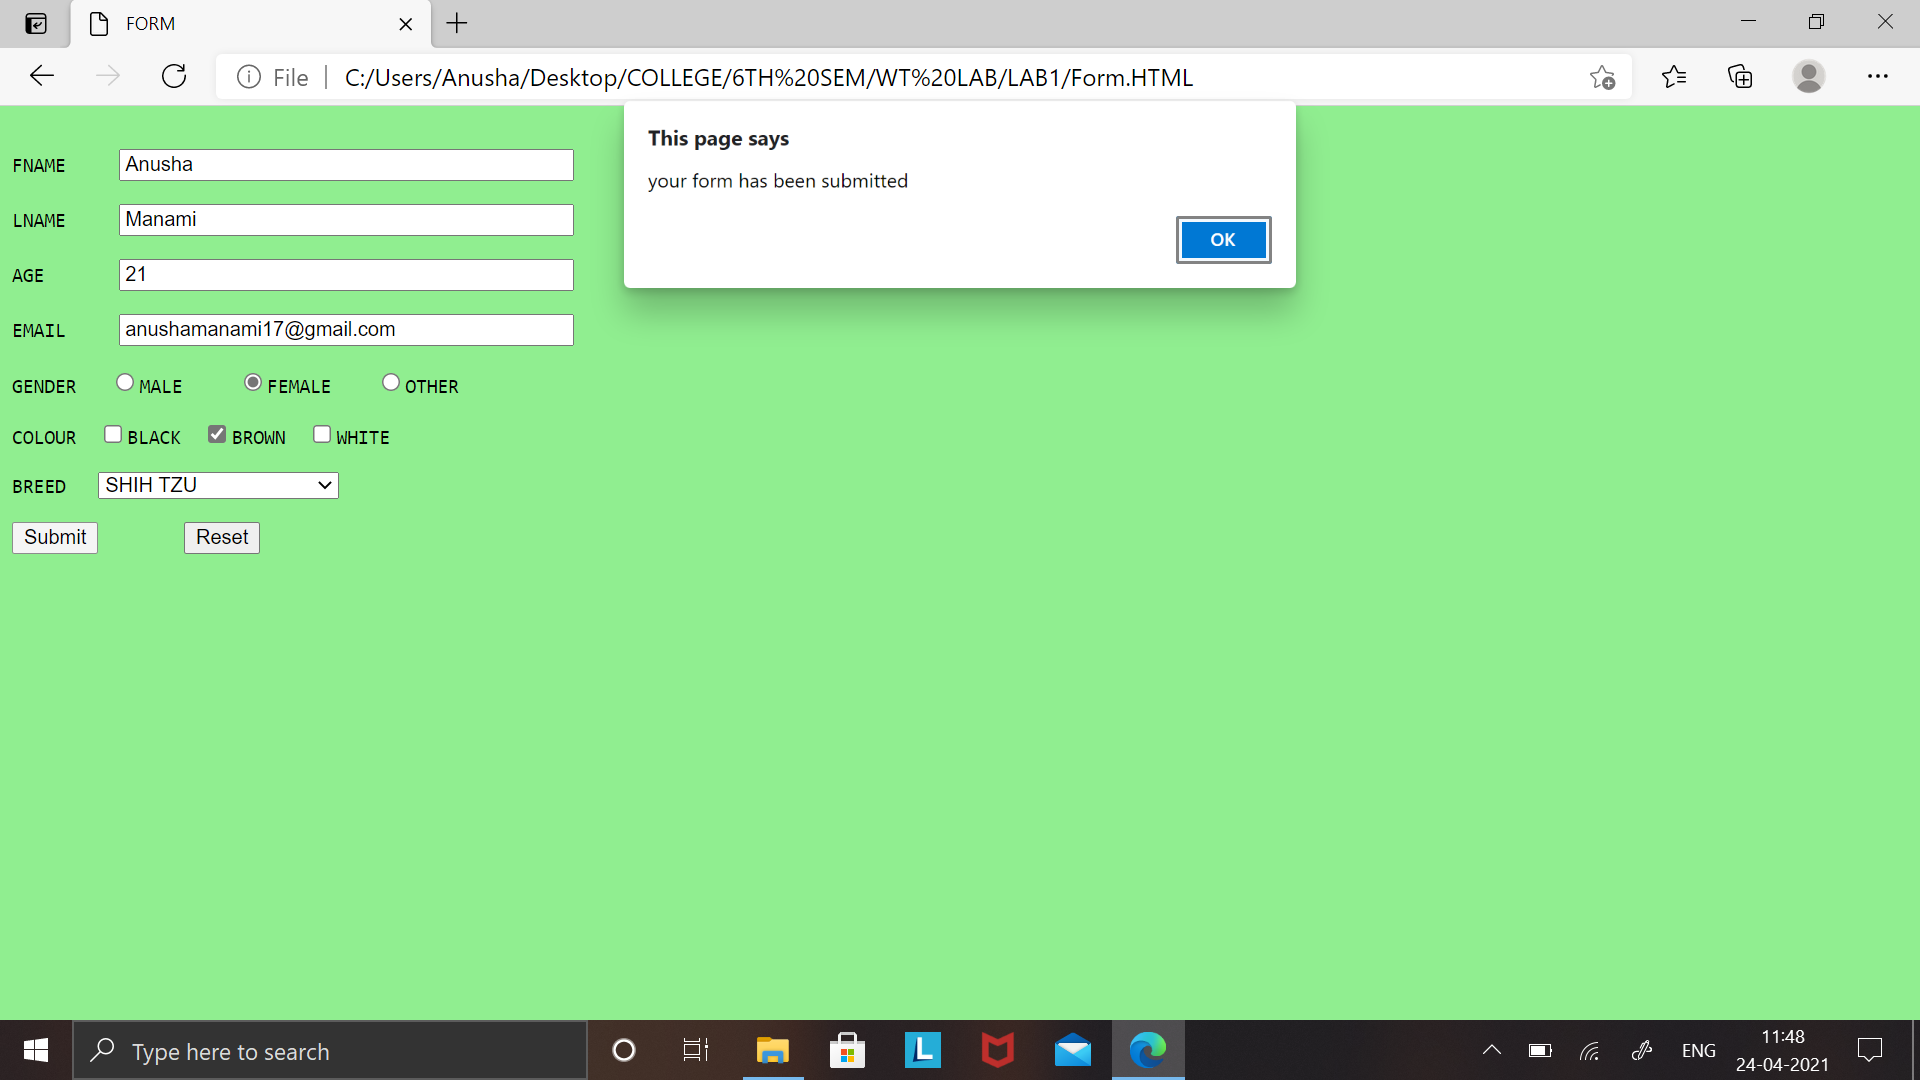 FORM
File
C:/Users/Anusha/Desktop/COLLEGE/6TH%20SEM/WT%20LAB/LAB1/Form.HTML
This page says
your form has been submitted
OK
FNAME Anusha
LNAME Manami
AGE 21
EMAIL anushamanami17@gmail.com
GENDER MALE FEMALE OTHER
COLOUR BLACK BROWN WHITE
BREED SHIH TZU
Submit Reset
Type here to search
L
ENG
11:48
24-04-2021